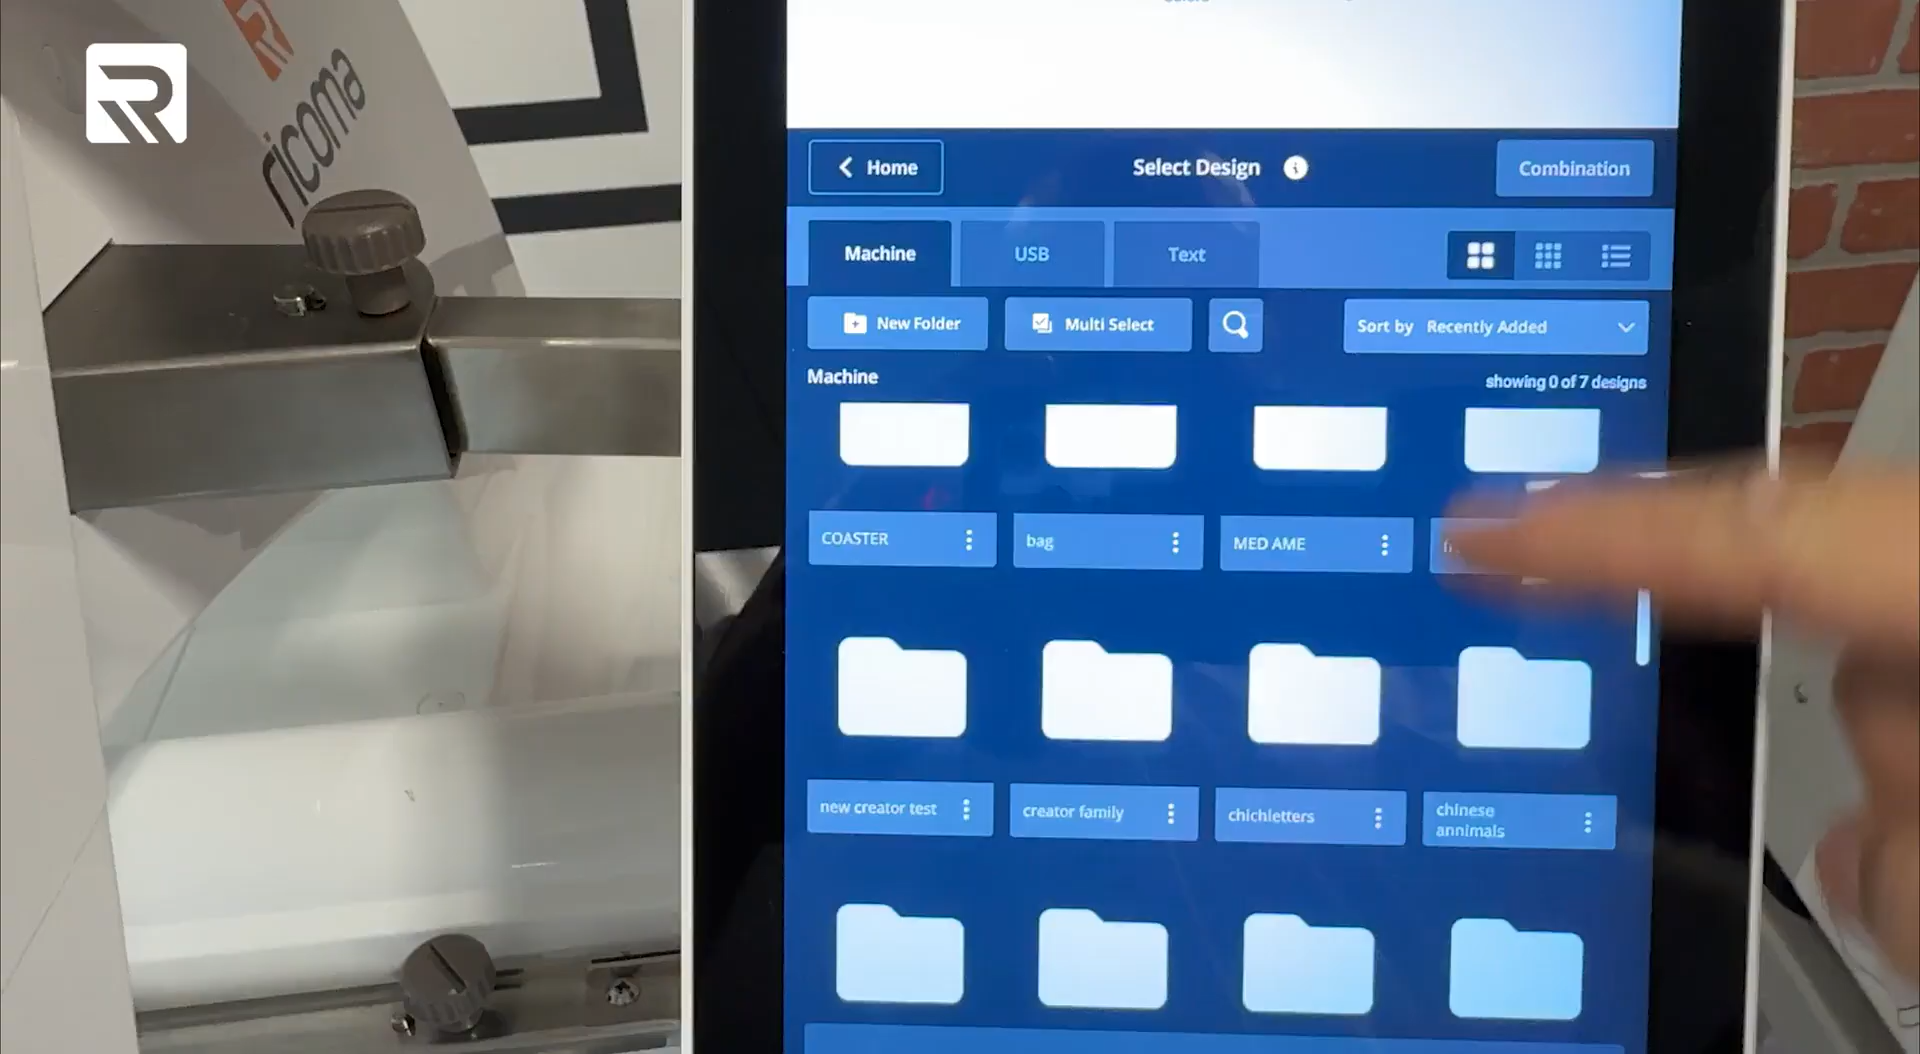 ricoma
Home
Select Design
Combination
Machine
USB
Text
New Folder
Multi Select
Sort by Recently Added
Machine
showing 0 of 7 designs
COASTER
bag
MED AME
new creator test
creator family
chichletters
chinese
annimals